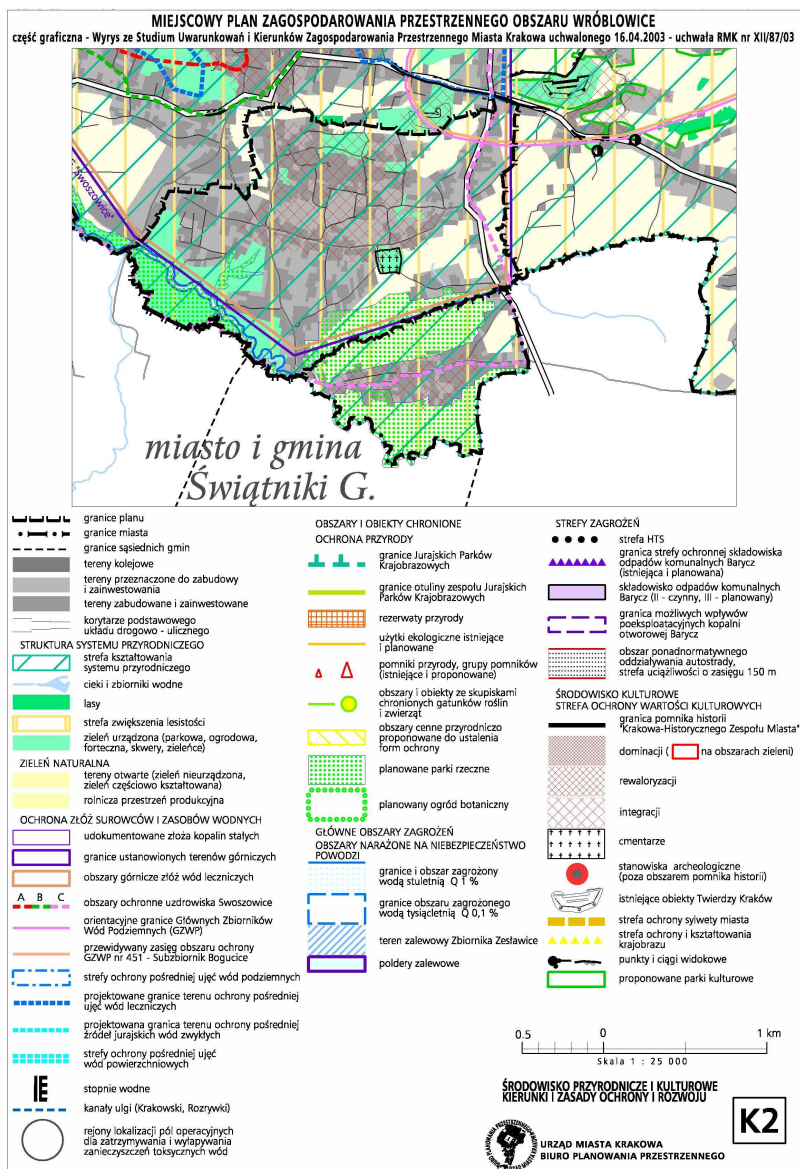 MIEJSCOWY PLAN ZAGOSPODAROWANIA PRZESTRZENNEGO OBSZARU WRÓBLOWICE
część graficzna - Wyrys ze Studium Uwarunkowań i Kierunków Zagospodarowania Przestrzennego Miasta Krakowa uchwalonego 16.04.2003 - uchwała RMK nr XII/87/03
"Swoszowice"
miasto i gmina
Świątniki G.
granice planu
granice miasta
granice sąsiednich gmin
tereny kolejowe
tereny przeznaczone do zabudowy
i zainwestowania
tereny zabudowane i zainwestowane
korytarze podstawowego
układu drogowo - ulicznego
STRUKTURA SYSTEMU PRZYRODNICZEGO
strefa kształtowania
systemu przyrodniczego
cieki i zbiorniki wodne
lasy
strefa zwiększenia lesistości
zieleń urządzona (parkowa, ogrodowa,
forteczna, skwery, zieleńce)
ZIELEŃ NATURALNA
tereny otwarte (zieleń nieurządzona,
zieleń częściowo kształtowana)
rolnicza przestrzeń produkcyjna
OCHRONA ZŁÓŻ SUROWCÓW I ZASOBÓW WODNYCH
udokumentowane złoża kopalin stałych
granice ustanowionych terenów górniczych
obszary górnicze złóż wód leczniczych
A B C
obszary ochronne uzdrowiska Swoszowice
orientacyjne granice Głównych Zbiorników
Wód Podziemnych (GZWP)
przewidywany zasięg obszaru ochrony
GZWP nr 451 - Subzbiornik Bogucice
strefy ochrony pośredniej ujęć wód podziemnych
projektowane granice terenu ochrony pośredniej
ujęć wód leczniczych
projektowana granica terenu ochrony pośredniej
źródeł jurajskich wód zwykłych
strefy ochrony pośredniej ujęć
wód powierzchniowych
stopnie wodne
kanały ulgi (Krakowski, Rozrywki)
rejony lokalizacji pól operacyjnych
dla zatrzymywania i wyłapywania
zanieczyszczeń toksycznych wód
OBSZARY I OBIEKTY CHRONIONE
OCHRONA PRZYRODY
granice Jurajskich Parków
Krajobrazowych
granice otuliny zespołu Jurajskich
Parków Krajobrazowych
rezerwaty przyrody
użytki ekologiczne istniejące
i planowane
pomniki przyrody, grupy pomników
(istniejące i proponowane)
obszary i obiekty ze skupiskami
chronionych gatunków roślin
i zwierząt
obszary cenne przyrodniczo
proponowane do ustalenia
form ochrony
planowane parki rzeczne
planowany ogród botaniczny
GŁÓWNE OBSZARY ZAGROŻEŃ
OBSZARY NARAŻONE NA NIEBEZPIECZEŃSTWO
POWODZI
granice i obszar zagrożony
wodą stuletnią Q 1 %
granice obszaru zagrożonego
wodą tysiącletnią Q 0,1 %
teren zalewowy Zbiornika Zesławice
poldery zalewowe
STREFY ZAGROŻEŃ
strefa HTS
granica strefy ochronnej składowiska
odpadów komunalnych Barycz
(istniejąca i planowana)
składowisko odpadów komunalnych
Barycz (II - czynny, III - planowany)
granica możliwych wpływów
poeksploatacyjnych kopalni
otworowej Barycz
obszar ponadnormatywnego
oddziaływania autostrady,
strefa uciążliwości o zasięgu 150 m
ŚRODOWISKO KULTUROWE
STREFA OCHRONY WARTOŚCI KULTUROWYCH
granica pomnika historii
"Krakowa-Historycznego Zespołu Miasta"
dominacji ( na obszarach zieleni)
rewaloryzacji
integracji
cmentarze
stanowiska archeologiczne
(poza obszarem pomnika historii)
istniejące obiekty Twierdzy Kraków
strefa ochrony sylwety miasta
strefa ochrony i kształtowania
krajobrazu
punkty i ciągi widokowe
proponowane parki kulturowe
0.5 0 1 km
Skala 1 : 25 000
ŚRODOWISKO PRZYRODNICZE I KULTUROWE
KIERUNKI I ZASADY OCHRONY I ROZWOJU
K2
URZĄD MIASTA KRAKOWA
BIURO PLANOWANIA PRZESTRZENNEGO